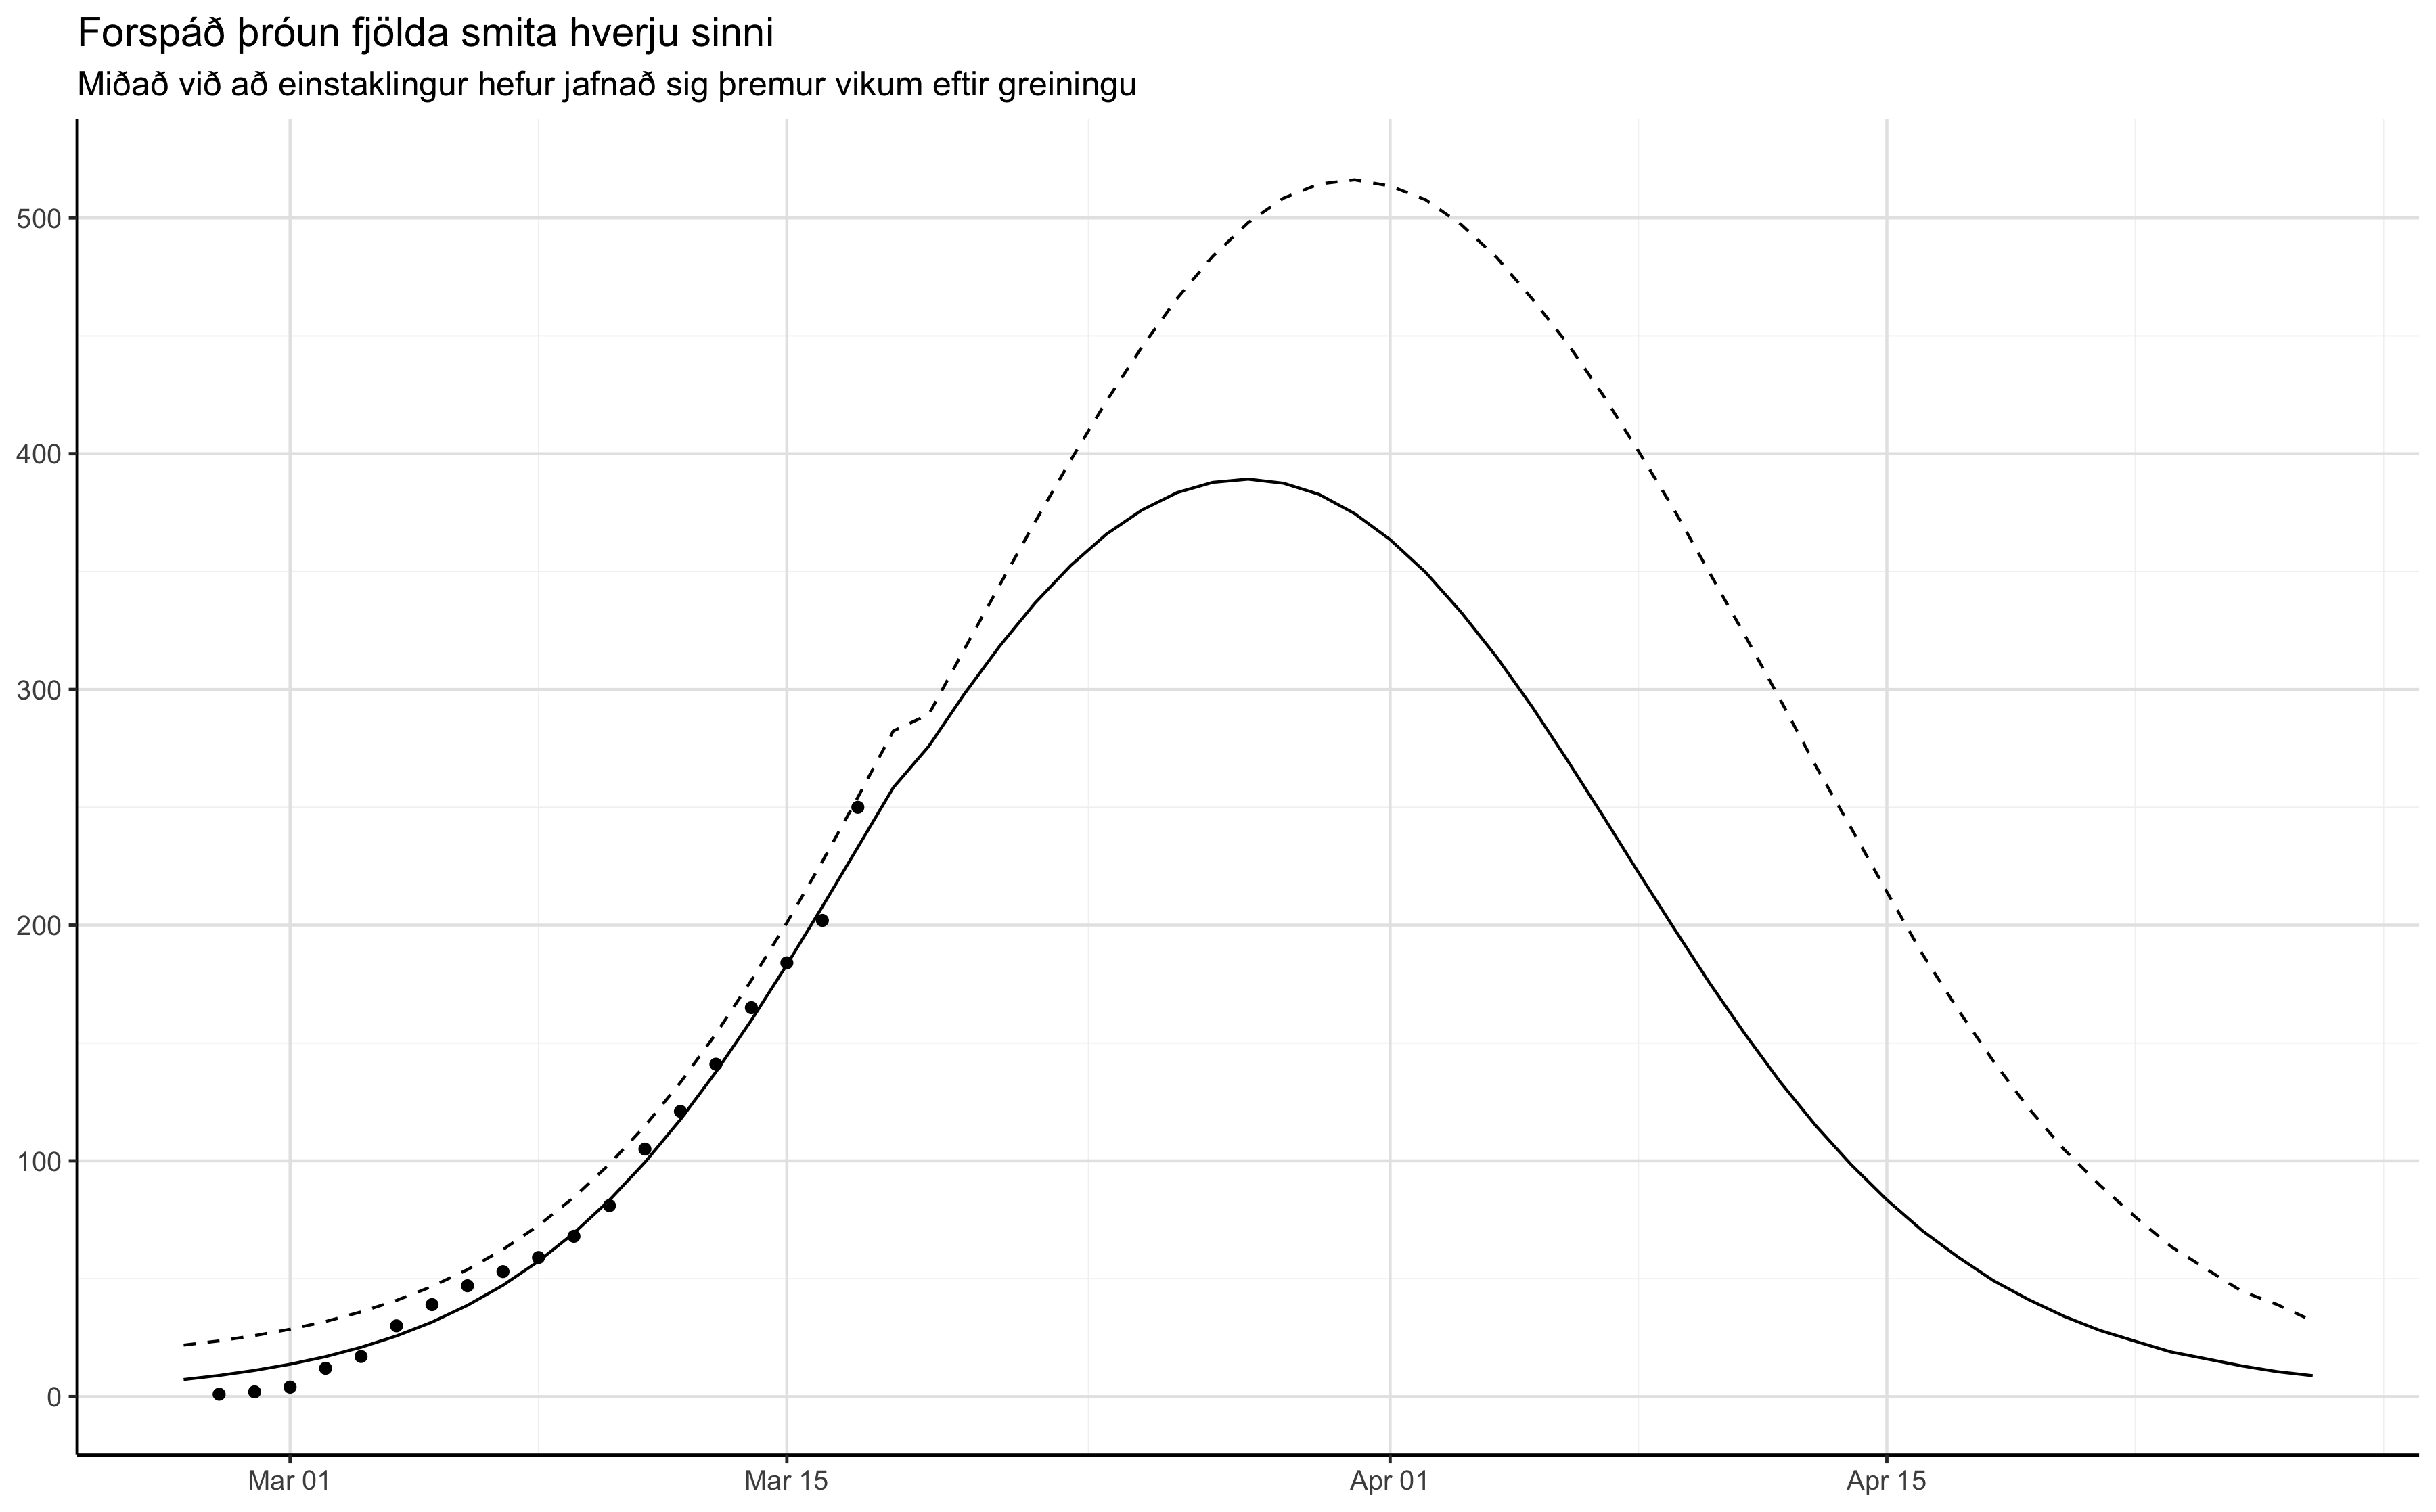 Forspáð þróun fjölda smita hverju sinni
Miðað við að einstaklingur hefur jafnað sig þremur vikum eftir greiningu
500
400
300
200
100
0
Mar 01 Mar 15 Apr 01 Apr 15